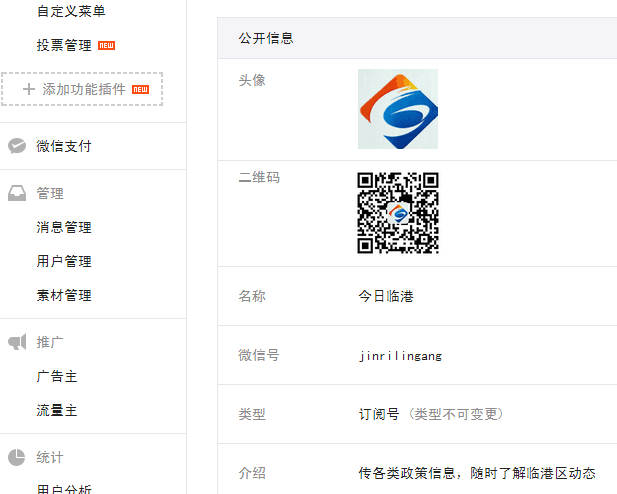 自定义菜单
投票管理 NEW
添加功能插件 NEW
微信支付
管理
消息管理
用户管理
素材管理
推广
广告主
流量主
统计
用户分析
公开信息
头像
二维码
名称 今日临港
微信号 jinrilingang
类型 订阅号（类型不可变更）
介绍 传各类政策信息，随时了解临港区动态